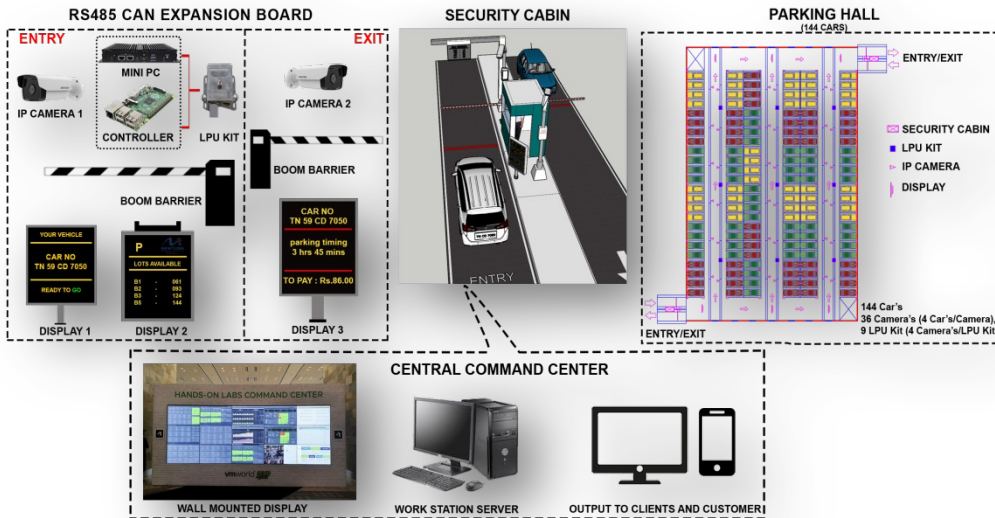 RS485 CAN EXPANSION BOARD
ENTRY
EXIT
MINI PC
IP CAMERA 1
CONTROLLER
LPU KIT
IP CAMERA 2
BOOM BARRIER
BOOM BARRIER
YOUR VEHICLE
CAR NO
TN 59 CD 7050
READY TO GO
DISPLAY 1
P
LOTS AVAILABLE
B1 - 061
B2 - 093
B3 - 124
B5 - 144
DISPLAY 2
CAR NO
TN 59 CD 7050
parking timing
3 hrs 45 mins
TO PAY : Rs.86.00
DISPLAY 3
SECURITY CABIN
TN 59 CD 7050
ENTRY
PARKING HALL
(144 CARS)
ENTRY/EXIT
SECURITY CABIN
LPU KIT
IP CAMERA
DISPLAY
ENTRY/EXIT
144 Car's
36 Camera's (4 Car's/Camera),
9 LPU Kit (4 Camera's/LPU Kit
CENTRAL COMMAND CENTER
HANDS-ON LABS COMMAND CENTER
vmworld
WALL MOUNTED DISPLAY
WORK STATION SERVER
OUTPUT TO CLIENTS AND CUSTOMER